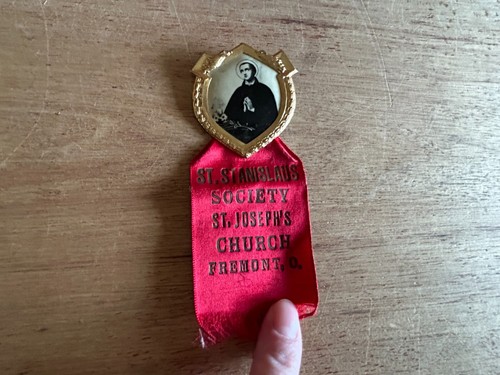 ST. STANISLAUS
SOCIETY
ST. JOSEPH'S
CHURCH
FREMONT, O.